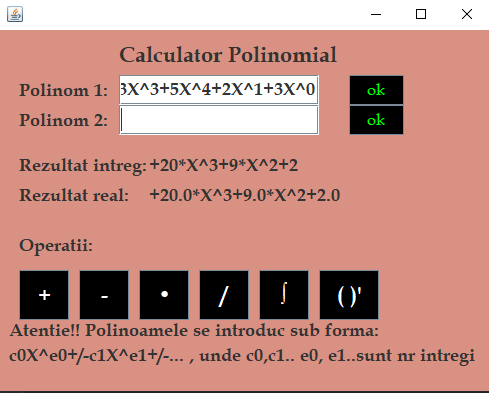 Calculator Polinomial
Polinom 1: 3X^3+5X^4+2X^1+3X^0 ok
Polinom 2: ok
Rezultat intreg: +20*X^3+9*X^2+2
Rezultat real: +20.0*X^3+9.0*X^2+2.0
Operatii:
+ - • / ∫ ( )'
Atentie!! Polinoamele se introduc sub forma:
c0X^e0+/-c1X^e1+/-... , unde c0,c1.. e0, e1..sunt nr intregi